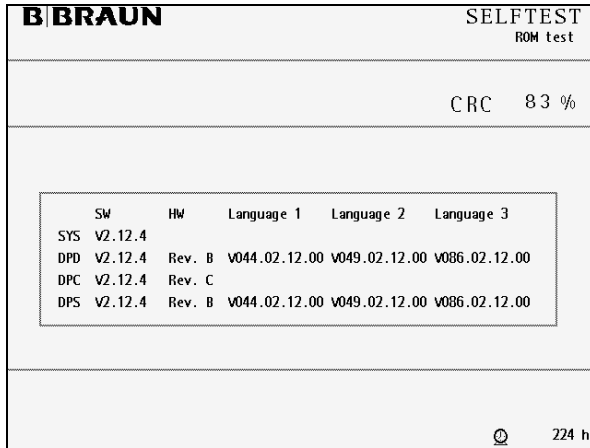 B|BRAUN SELFTEST
ROM test
CRC 83 %
SW HW Language 1 Language 2 Language 3
SYS V2.12.4
DPD V2.12.4 Rev. B V044.02.12.00 V049.02.12.00 V086.02.12.00
DPC V2.12.4 Rev. C
DPS V2.12.4 Rev. B V044.02.12.00 V049.02.12.00 V086.02.12.00
224 h